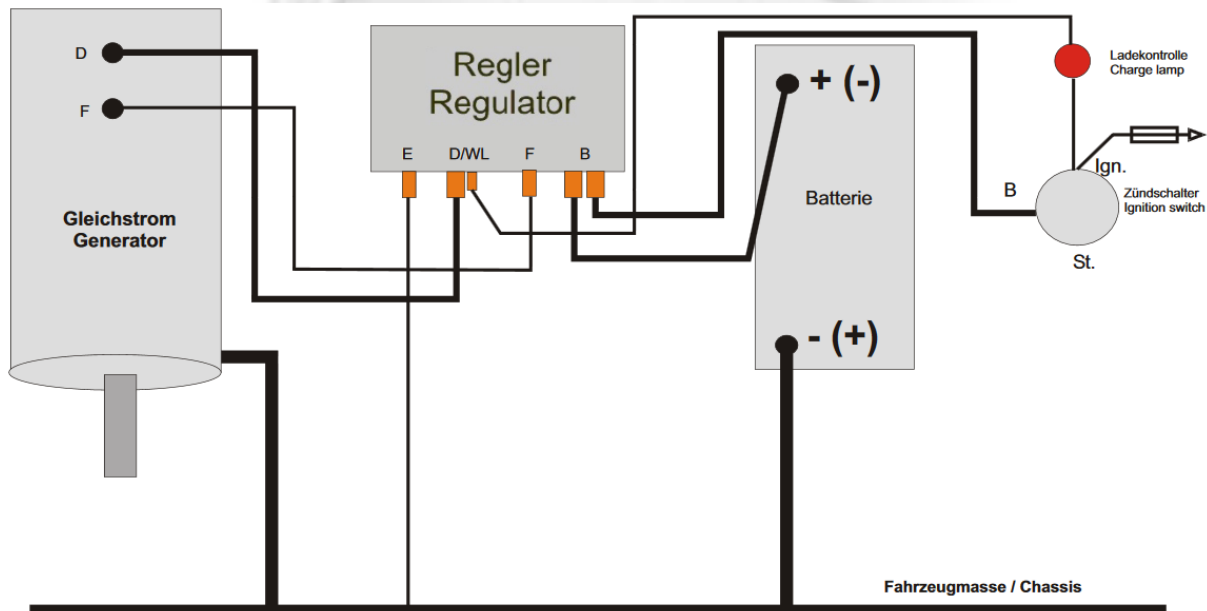 D
F
Gleichstrom
Generator
Regler
Regulator
E
D/WL
F
B
+ (-)
Batterie
- (+)
Ladekontrolle
Charge lamp
Ign.
B
Zündschalter
Ignition switch
St.
Fahrzeugmasse / Chassis